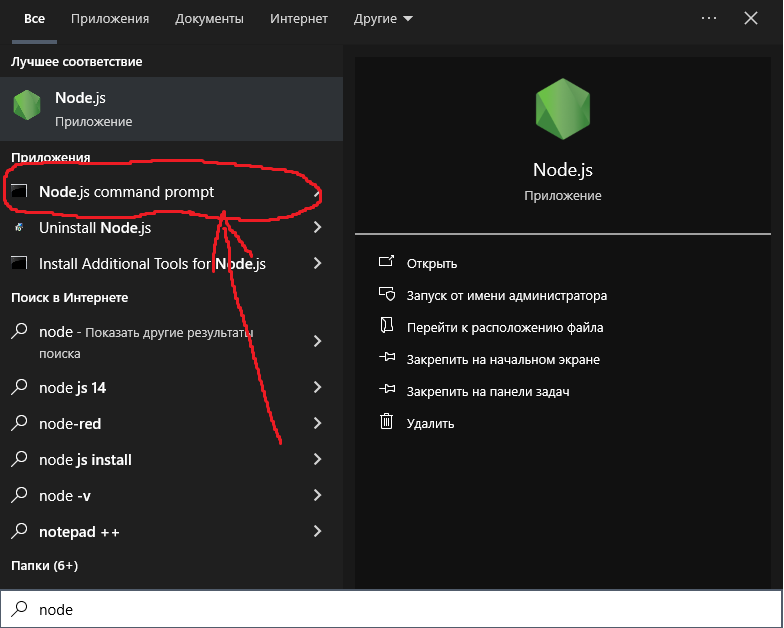 Все Приложения Документы Интернет Другие
Лучшее соответствие
Node.js
Приложение
Приложения
Node.js command prompt
Uninstall Node.js
Install Additional Tools for Node.js
Поиск в Интернете
node - Показать другие результаты
поиска
node js 14
node-red
node js install
node -v
notepad ++
Папки (6+)
Node.js
Приложение
Открыть
Запуск от имени администратора
Перейти к расположению файла
Закрепить на начальном экране
Закрепить на панели задач
Удалить
node